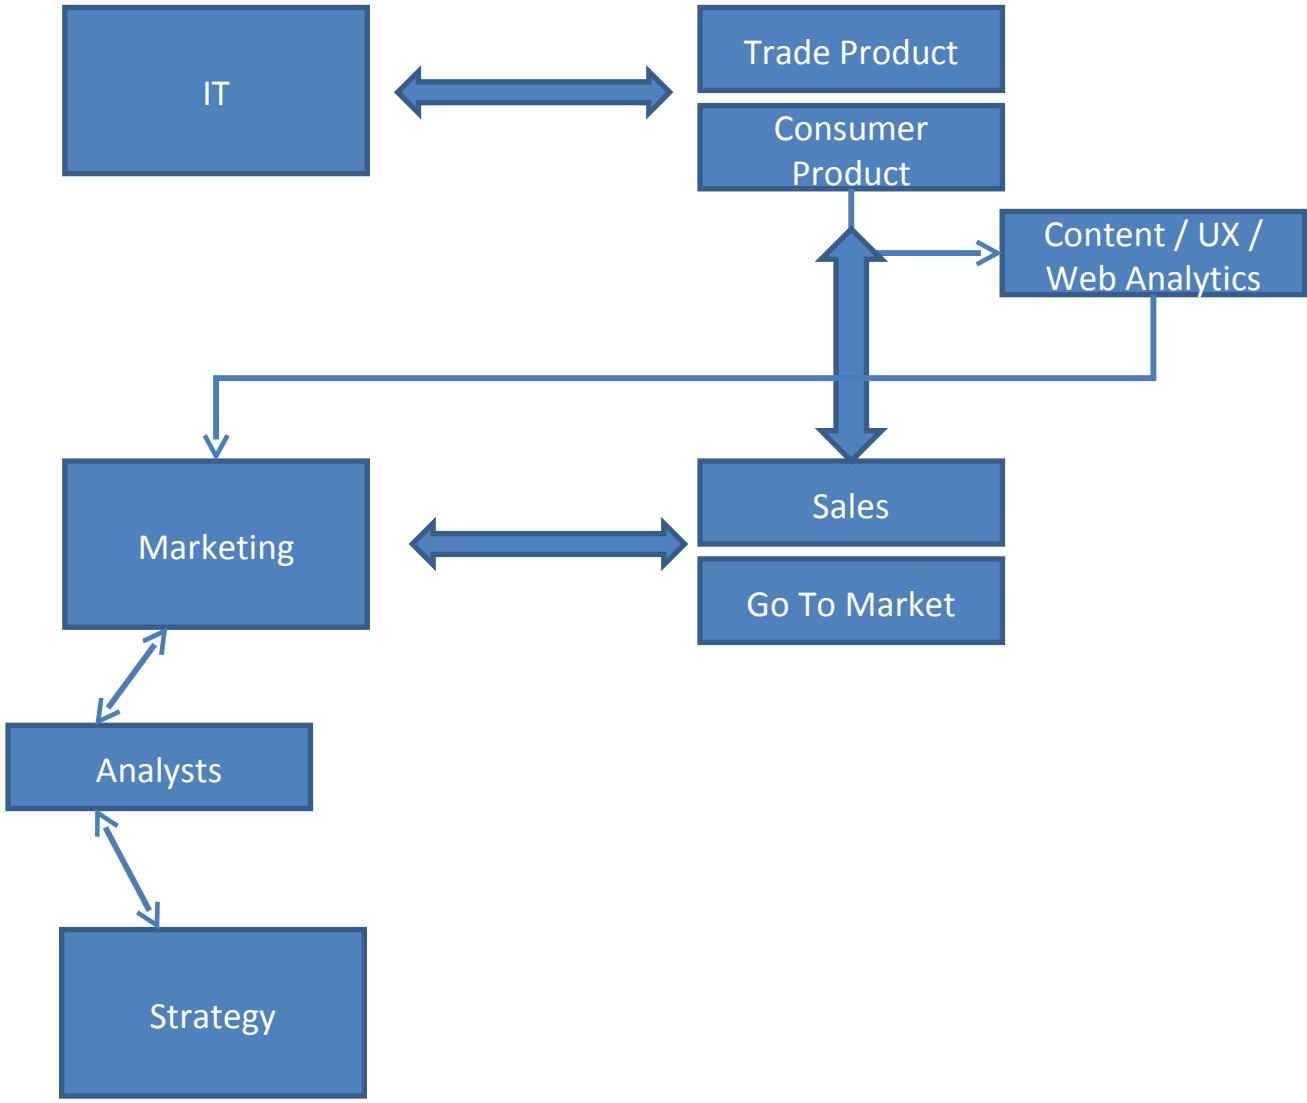 IT
Trade Product
Consumer
Product
Content / UX /
Web Analytics
Marketing
Sales
Go To Market
Analysts
Strategy